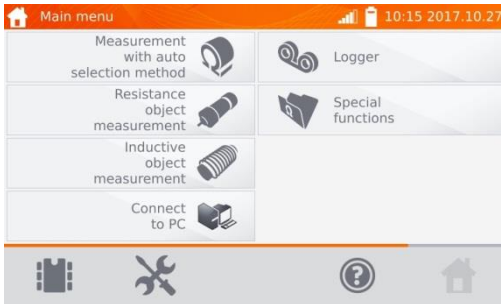 Main menu
10:15 2017.10.27
Measurement
with auto
selection method
Logger
Resistance
object
measurement
Special
functions
Inductive
object
measurement
Connect
to PC